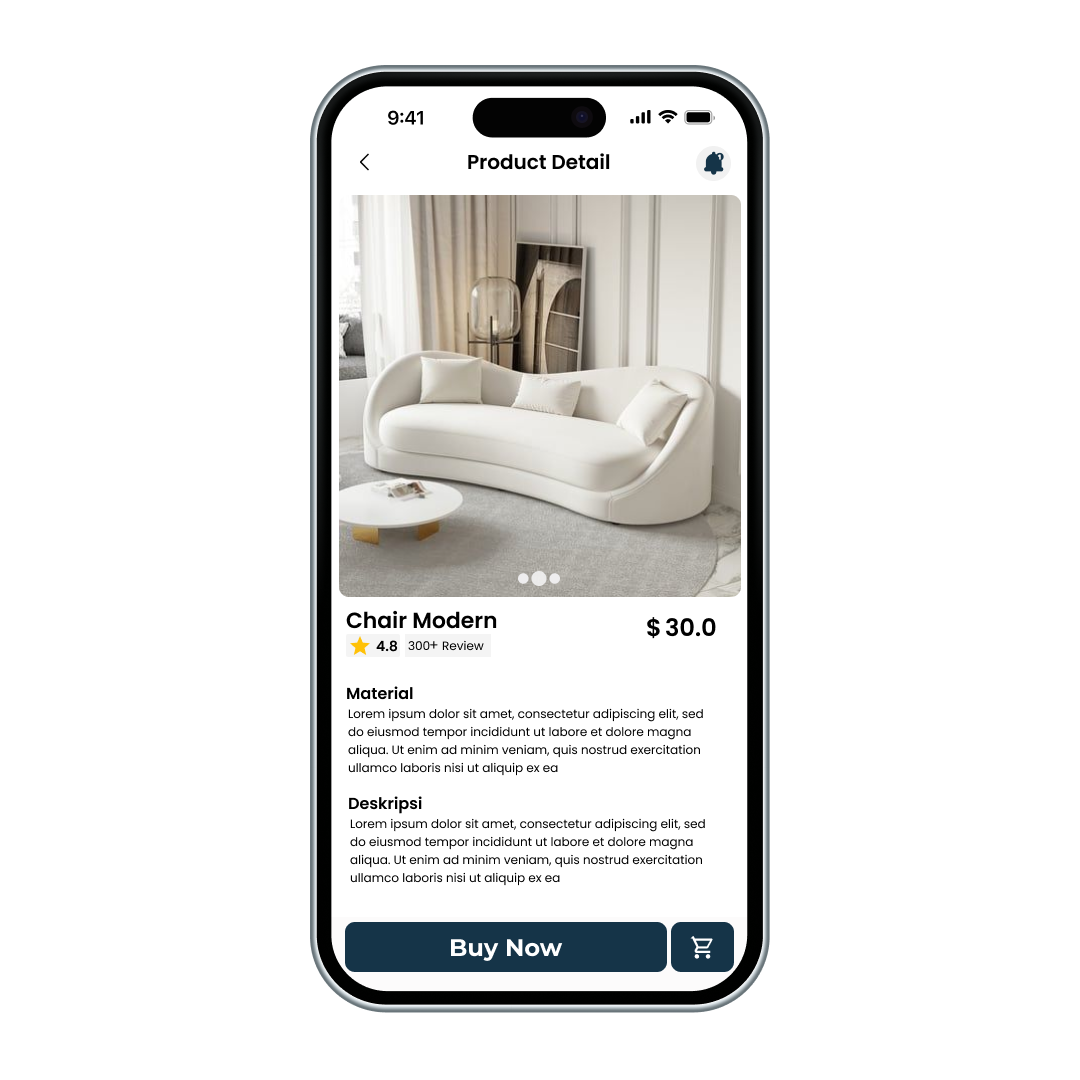 9:41
Product Detail
Chair Modern
$ 30.0
4.8 300+ Review
Material
Lorem ipsum dolor sit amet, consectetur adipiscing elit, sed
do eiusmod tempor incididunt ut labore et dolore magna
aliqua. Ut enim ad minim veniam, quis nostrud exercitation
ullamco laboris nisi ut aliquip ex ea
Deskripsi
Lorem ipsum dolor sit amet, consectetur adipiscing elit, sed
do eiusmod tempor incididunt ut labore et dolore magna
aliqua. Ut enim ad minim veniam, quis nostrud exercitation
ullamco laboris nisi ut aliquip ex ea
Buy Now